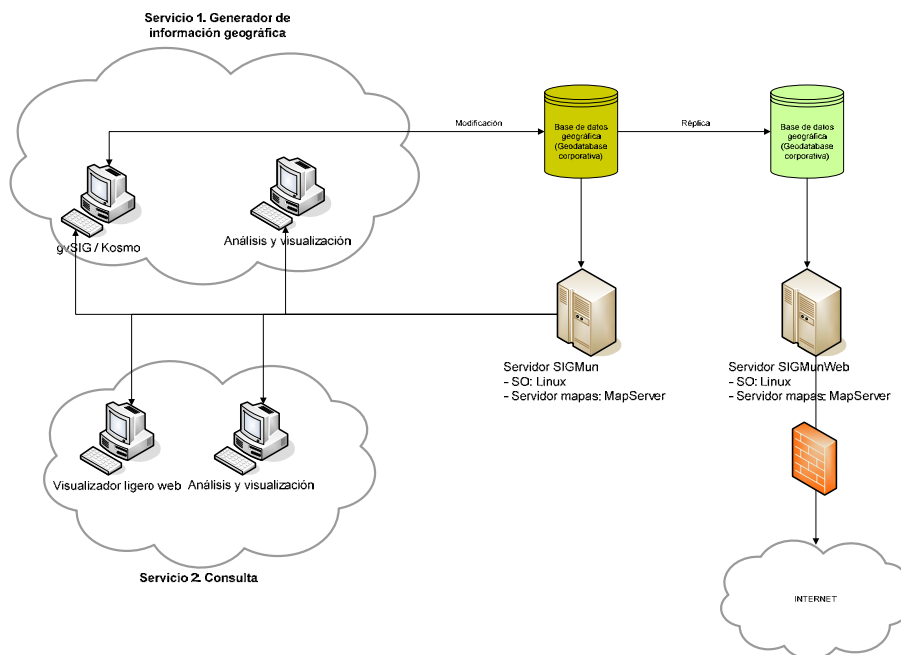 Servicio 1. Generador de
información geográfica
Modificación
Base de datos
geográfica
(Geodatabase
corporativa)
Réplica
Base de datos
geográfica
(Geodatabase
corporativa)
gvSIG / Kosmo
Análisis y visualización
Servidor SIGMun
- SO: Linux
- Servidor mapas: MapServer
Servidor SIGMunWeb
- SO: Linux
- Servidor mapas: MapServer
Visualizador ligero web
Análisis y visualización
Servicio 2. Consulta
INTERNET